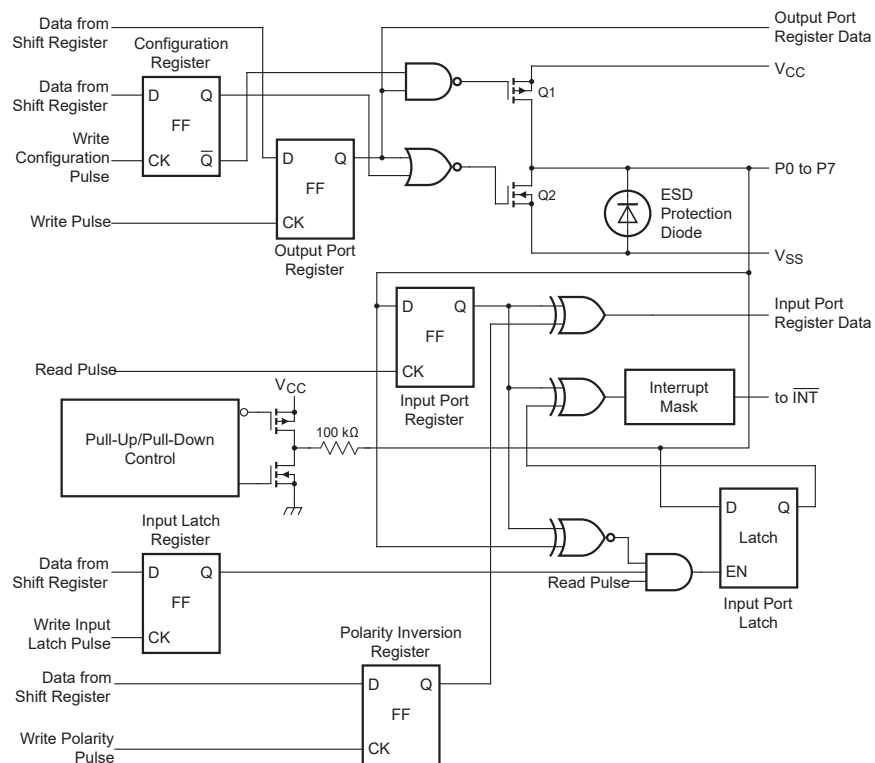 Data from
Shift Register
Configuration
Register
Output Port
Register Data
Data from
Shift Register
D
Q
FF
CK
Q̅
Write
Configuration
Pulse
Q1
VCC
D
Q
FF
CK
Write Pulse
Output Port
Register
Q2
P0 to P7
ESD
Protection
Diode
VSS
D
Q
FF
CK
Read Pulse
Input Port
Register
Input Port
Register Data
Interrupt
Mask
to I̅N̅T̅
VCC
Pull-Up/Pull-Down
Control
100 kΩ
D
Q
Latch
EN
Input Port
Latch
Read Pulse
Input Latch
Register
Data from
Shift Register
D
Q
FF
CK
Write Input
Latch Pulse
Polarity Inversion
Register
Data from
Shift Register
D
Q
FF
CK
Write Polarity
Pulse